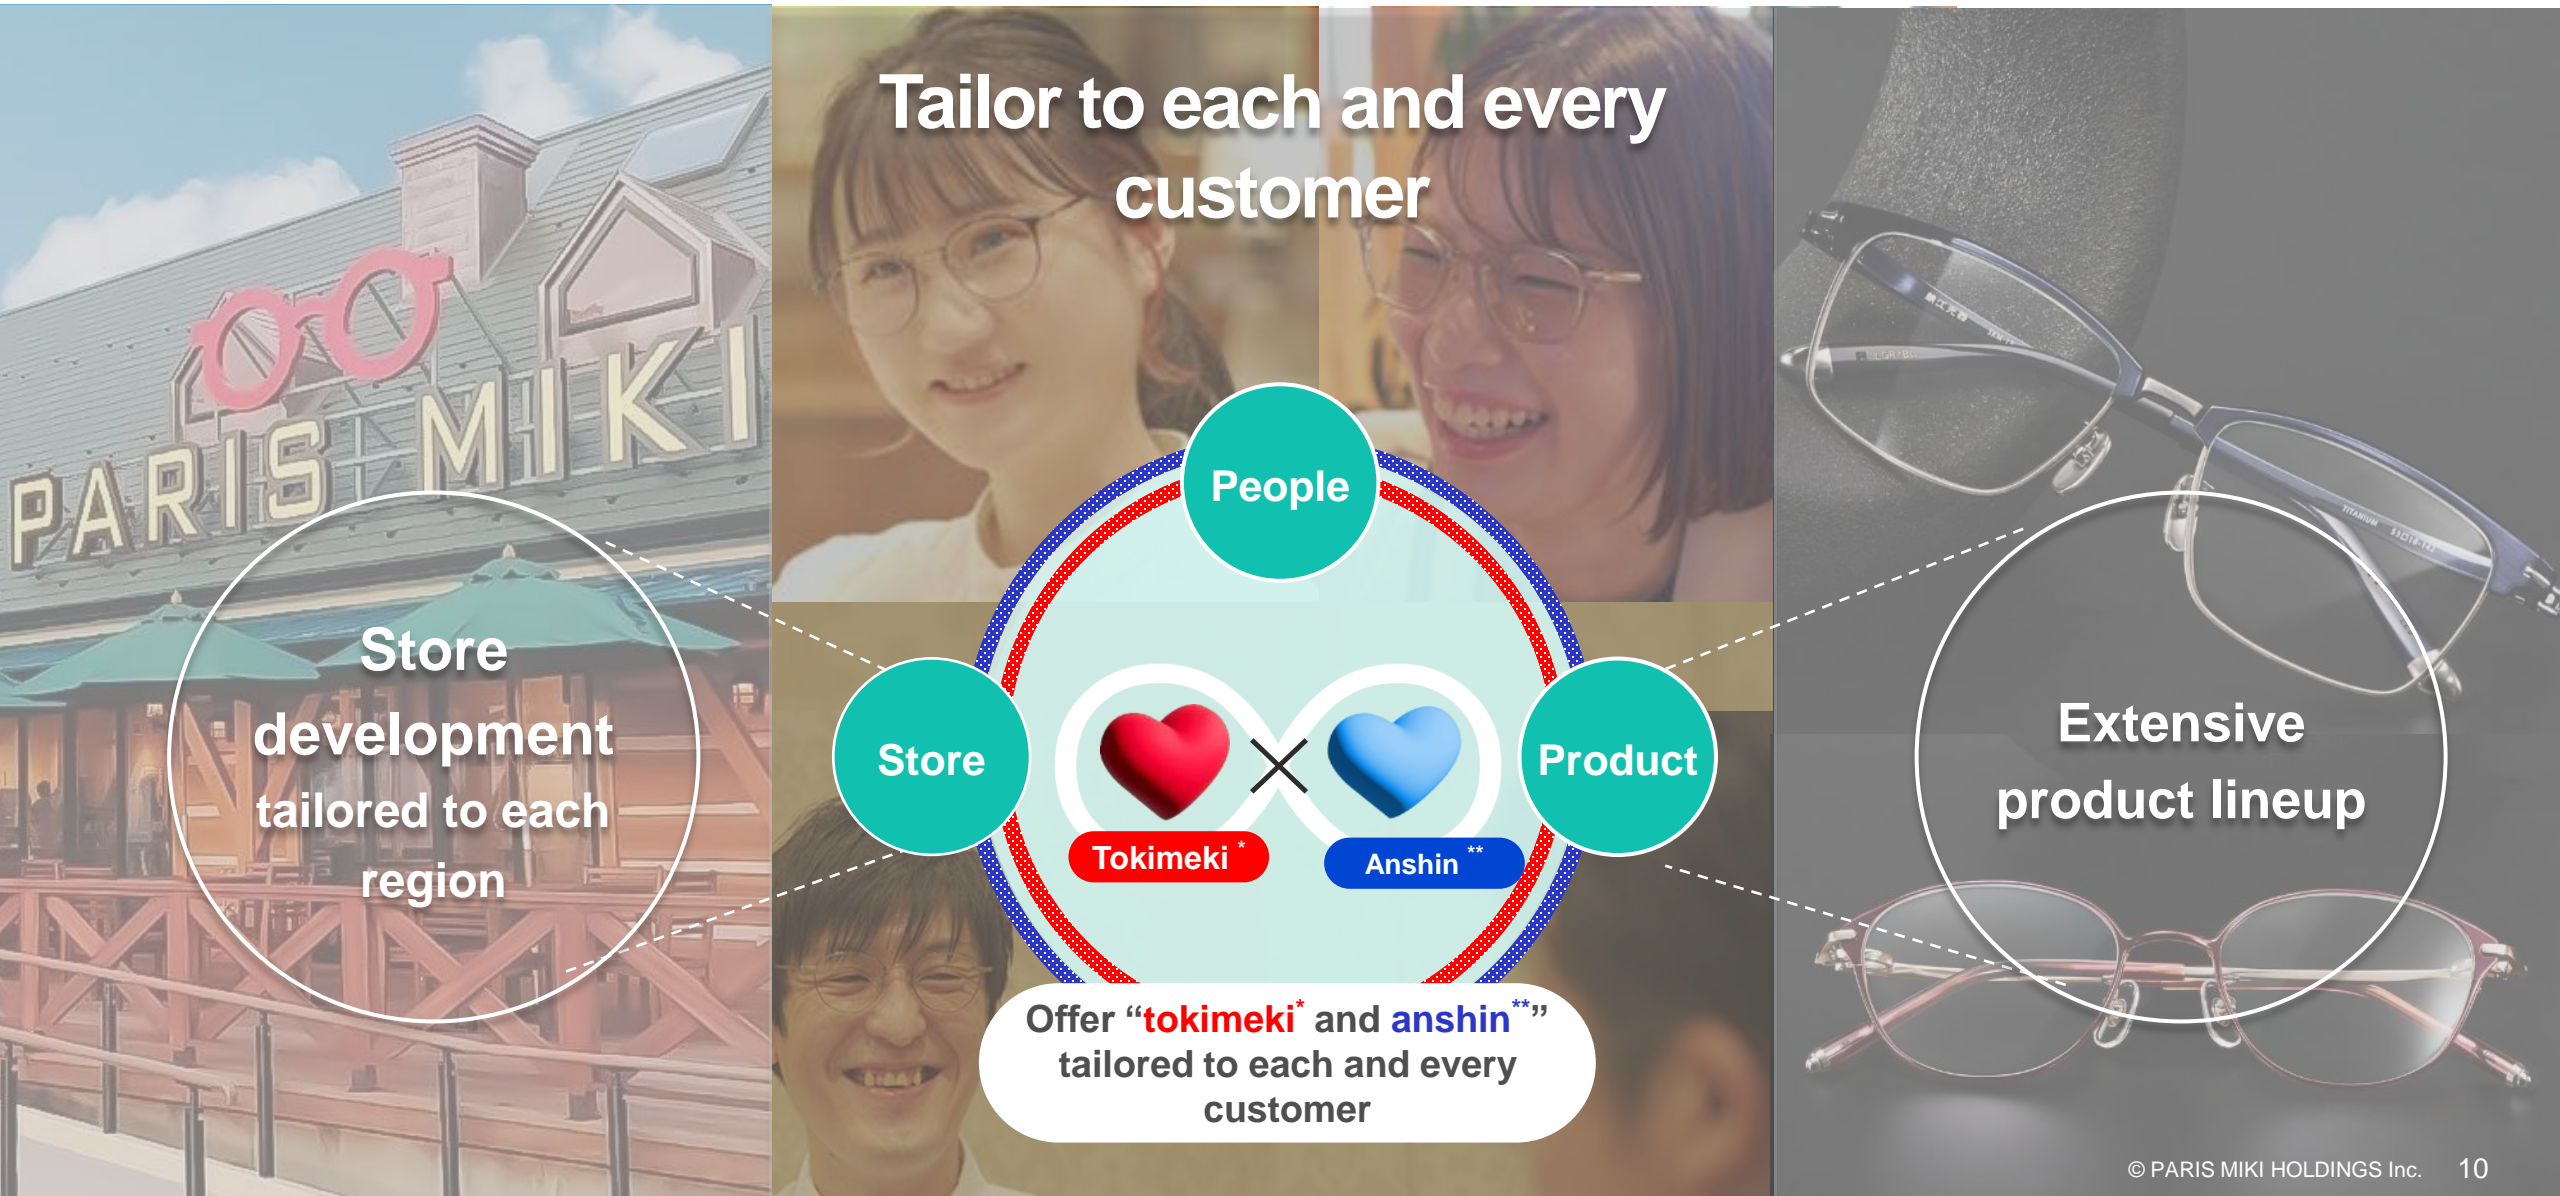 Tailor to each and every
customer
PARIS MIKI
People
Store
development
tailored to each
region
Store
Product
Extensive
product lineup
Tokimeki *
Anshin **
Offer “tokimeki* and anshin**”
tailored to each and every
customer
TITANIUM
© PARIS MIKI HOLDINGS Inc. 10